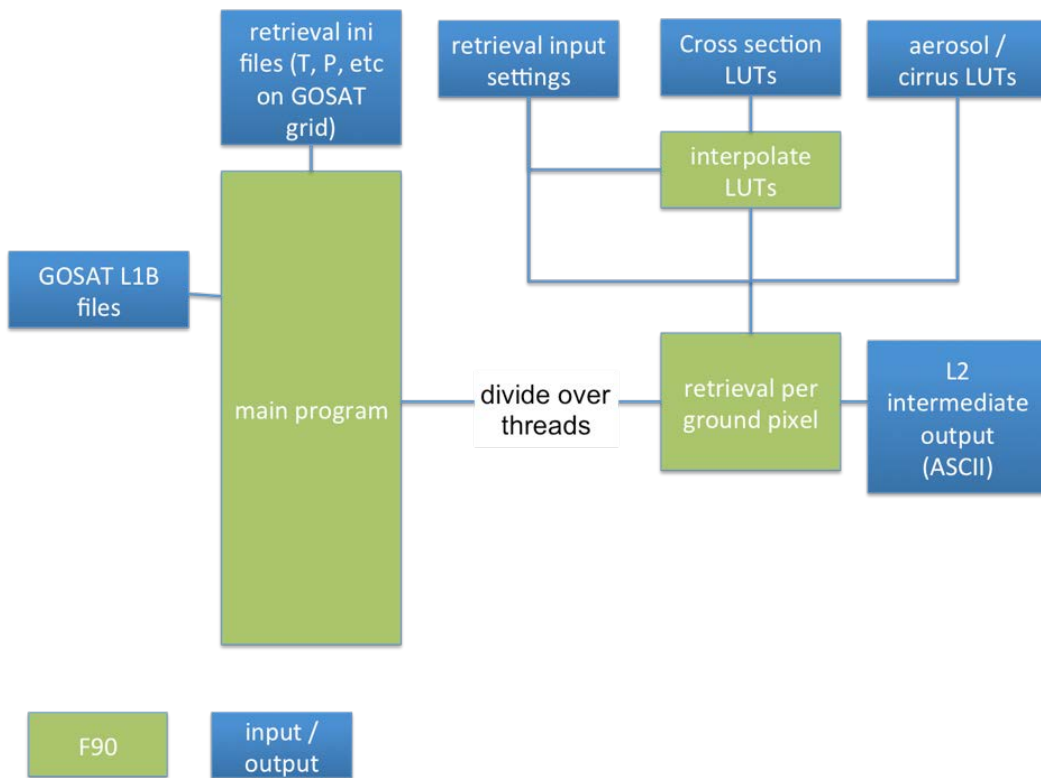 retrieval ini
files (T, P, etc
on GOSAT
grid)
retrieval input
settings
Cross section
LUTs
aerosol /
cirrus LUTs
interpolate
LUTs
GOSAT L1B
files
main program
divide over
threads
retrieval per
ground pixel
L2
intermediate
output
(ASCII)
F90
input /
output